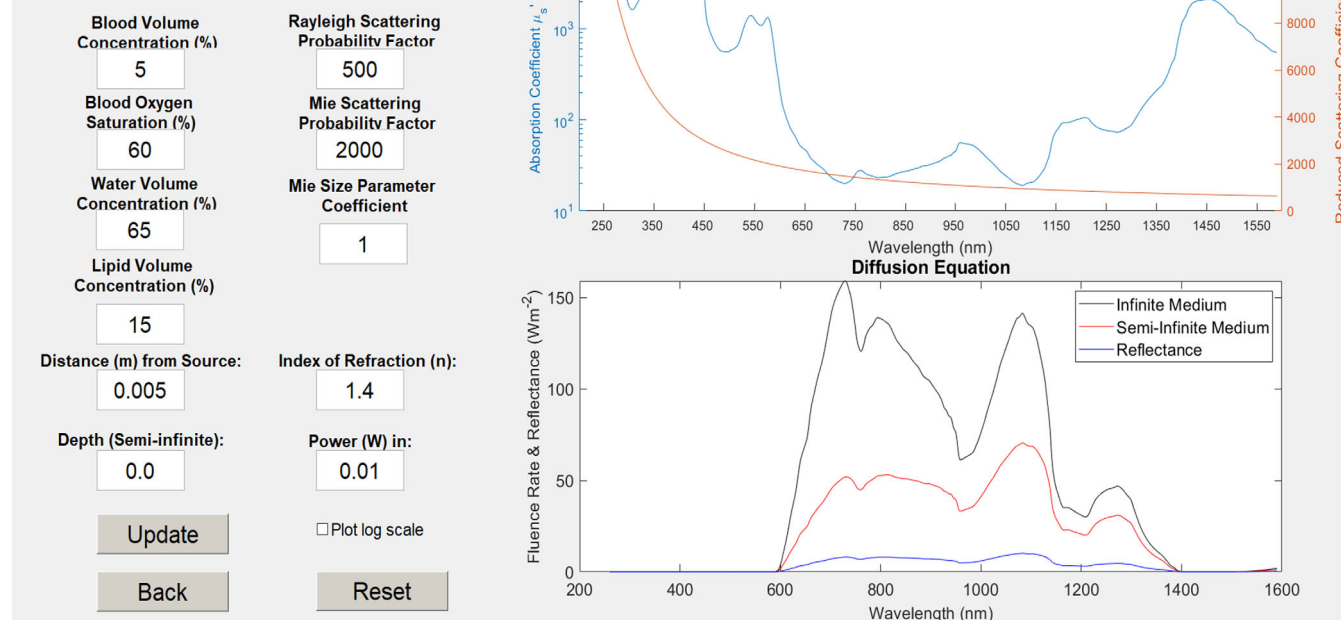 Blood Volume
Concentration (%)
5
Blood Oxygen
Saturation (%)
60
Water Volume
Concentration (%)
65
Lipid Volume
Concentration (%)
15
Distance (m) from Source:
0.005
Depth (Semi-infinite):
0.0
Update
Back
Rayleigh Scattering
Probability Factor
500
Mie Scattering
Probability Factor
2000
Mie Size Parameter
Coefficient
1
Index of Refraction (n):
1.4
Power (W) in:
0.01
Plot log scale
Reset
Absorption Coefficient μs'
10³
10²
10¹
250 350 450 550 650 750 850 950 1050 1150 1250 1350 1450 1550
Wavelength (nm)
8000
6000
4000
2000
0
Reduced Scattering
Diffusion Equation
Fluence Rate & Reflectance (Wm⁻²)
150
100
50
0
Infinite Medium
Semi-Infinite Medium
Reflectance
200 400 600 800 1000 1200 1400 1600
Wavelength (nm)